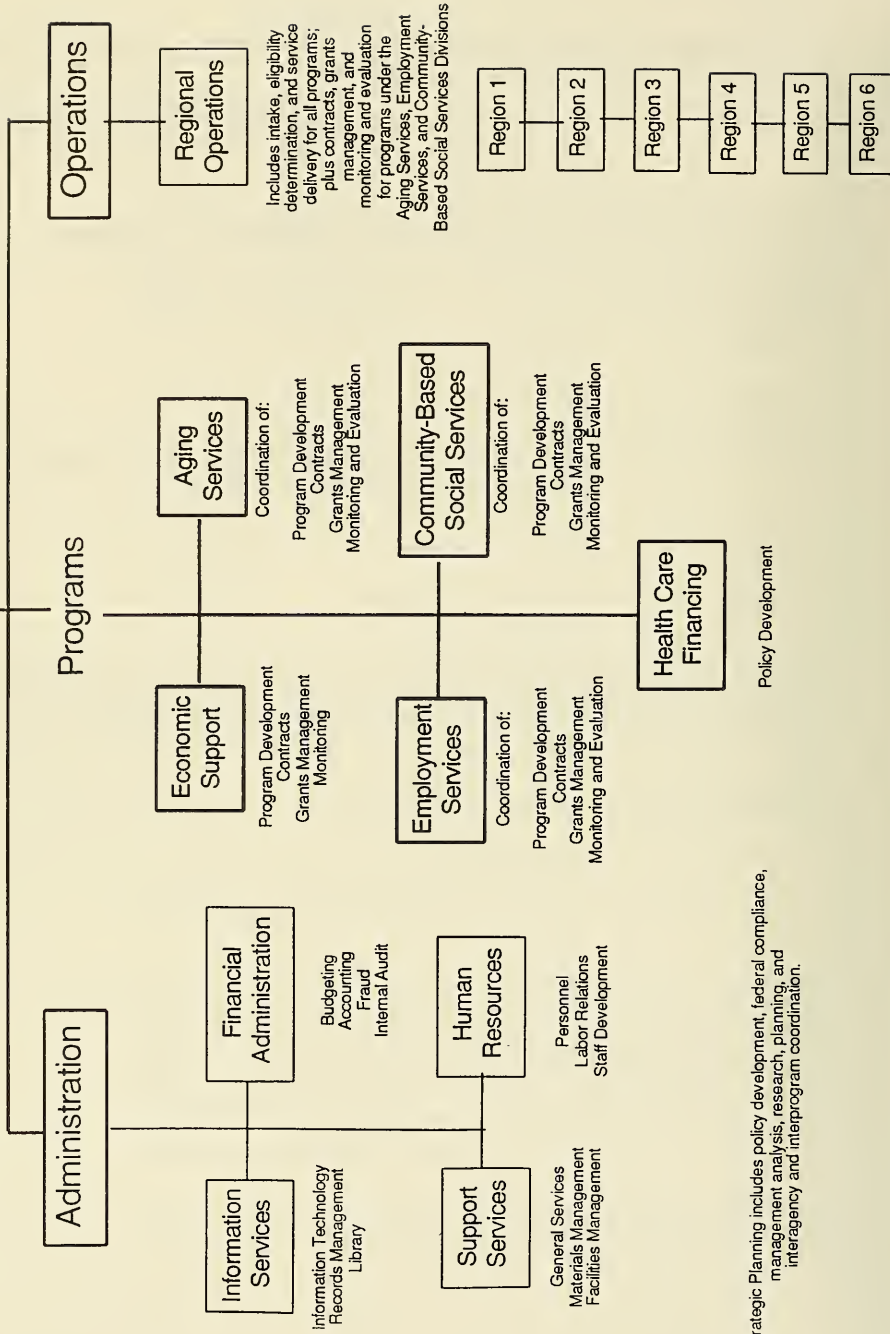 Administration
Programs
Operations
Information
Services
Information Technology
Records Management
Library
Financial
Administration
Budgeting
Accounting
Fraud
Internal Audit
Support
Services
General Services
Materials Management
Facilities Management
Human
Resources
Personnel
Labor Relations
Staff Development
Economic
Support
Program Development
Contracts
Grants Management
Monitoring
Aging
Services
Coordination of:
Program Development
Contracts
Grants Management
Monitoring and Evaluation
Employment
Services
Coordination of:
Program Development
Contracts
Grants Management
Monitoring and Evaluation
Community-Based
Social Services
Coordination of:
Program Development
Contracts
Grants Management
Monitoring and Evaluation
Health Care
Financing
Policy Development
Regional
Operations
Includes intake, eligibility
determination, and service
delivery for all programs;
plus contracts, grants
management, and
monitoring and evaluation
for programs under the
Aging Services, Employment
Services, and Community-
Based Social Services Divisions
Region 1
Region 2
Region 3
Region 4
Region 5
Region 6
rategic Planning includes policy development, federal compliance,
management analysis, research, planning, and
interagency and interprogram coordination.